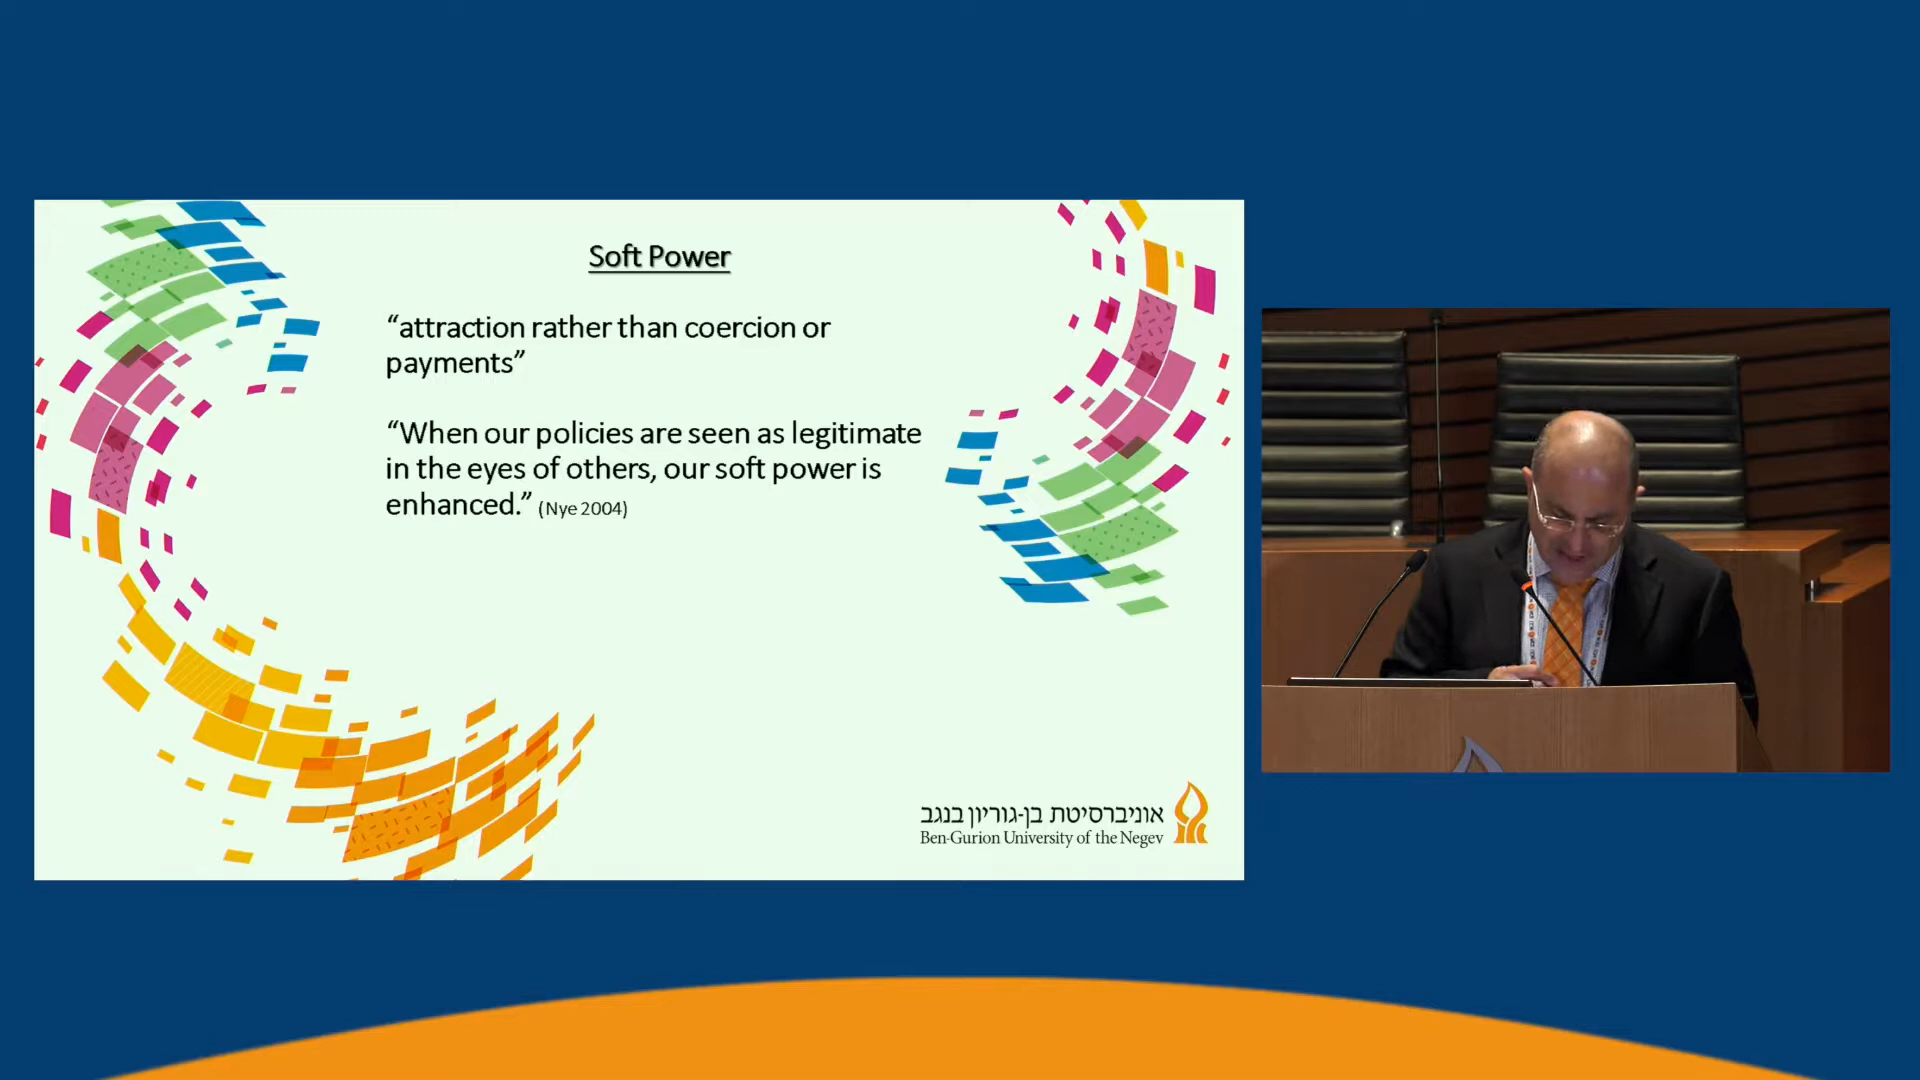 Soft Power
“attraction rather than coercion or
payments”
“When our policies are seen as legitimate
in the eyes of others, our soft power is
enhanced.” (Nye 2004)
אוניברסיטת בן-גוריון בנגב
Ben-Gurion University of the Negev